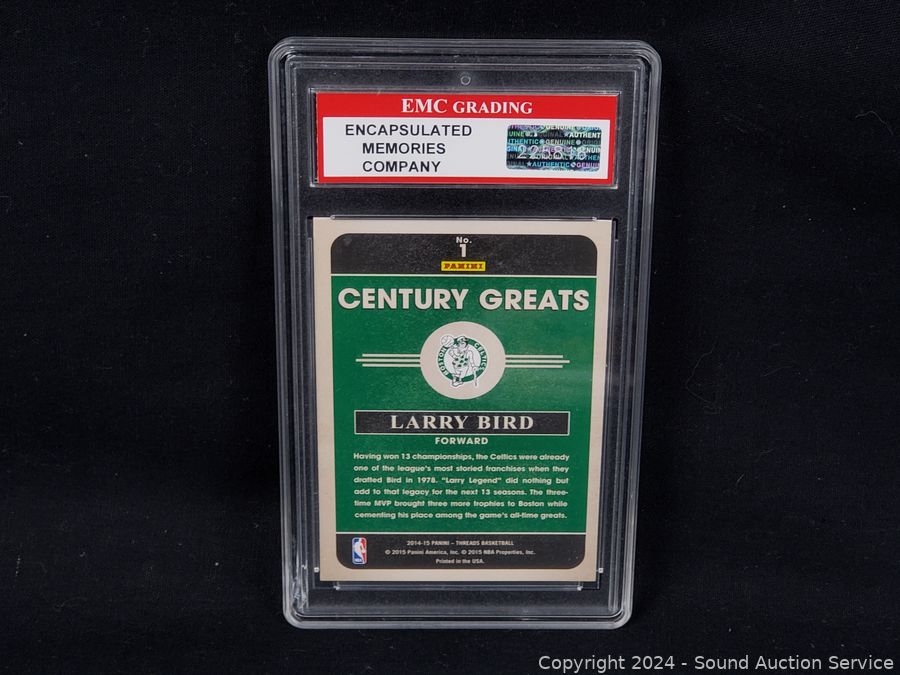 EMC GRADING
ENCAPSULATED
MEMORIES
COMPANY
No.
1
PANINI
CENTURY GREATS
BOSTON CELTICS
LARRY BIRD
FORWARD
Having won 13 championships, the Celtics were already
one of the league's most storied franchises when they
drafted Bird in 1978. "Larry Legend" did nothing but
add to that legacy for the next 13 seasons. The three-
time MVP brought three more trophies to Boston while
cementing his place among the game's all-time greats.
2014-15 PANINI – THREADS BASKETBALL
© 2015 Panini America, Inc. © 2015 NBA Properties, Inc.
Printed in the USA.
NBA
Copyright 2024 - Sound Auction Service